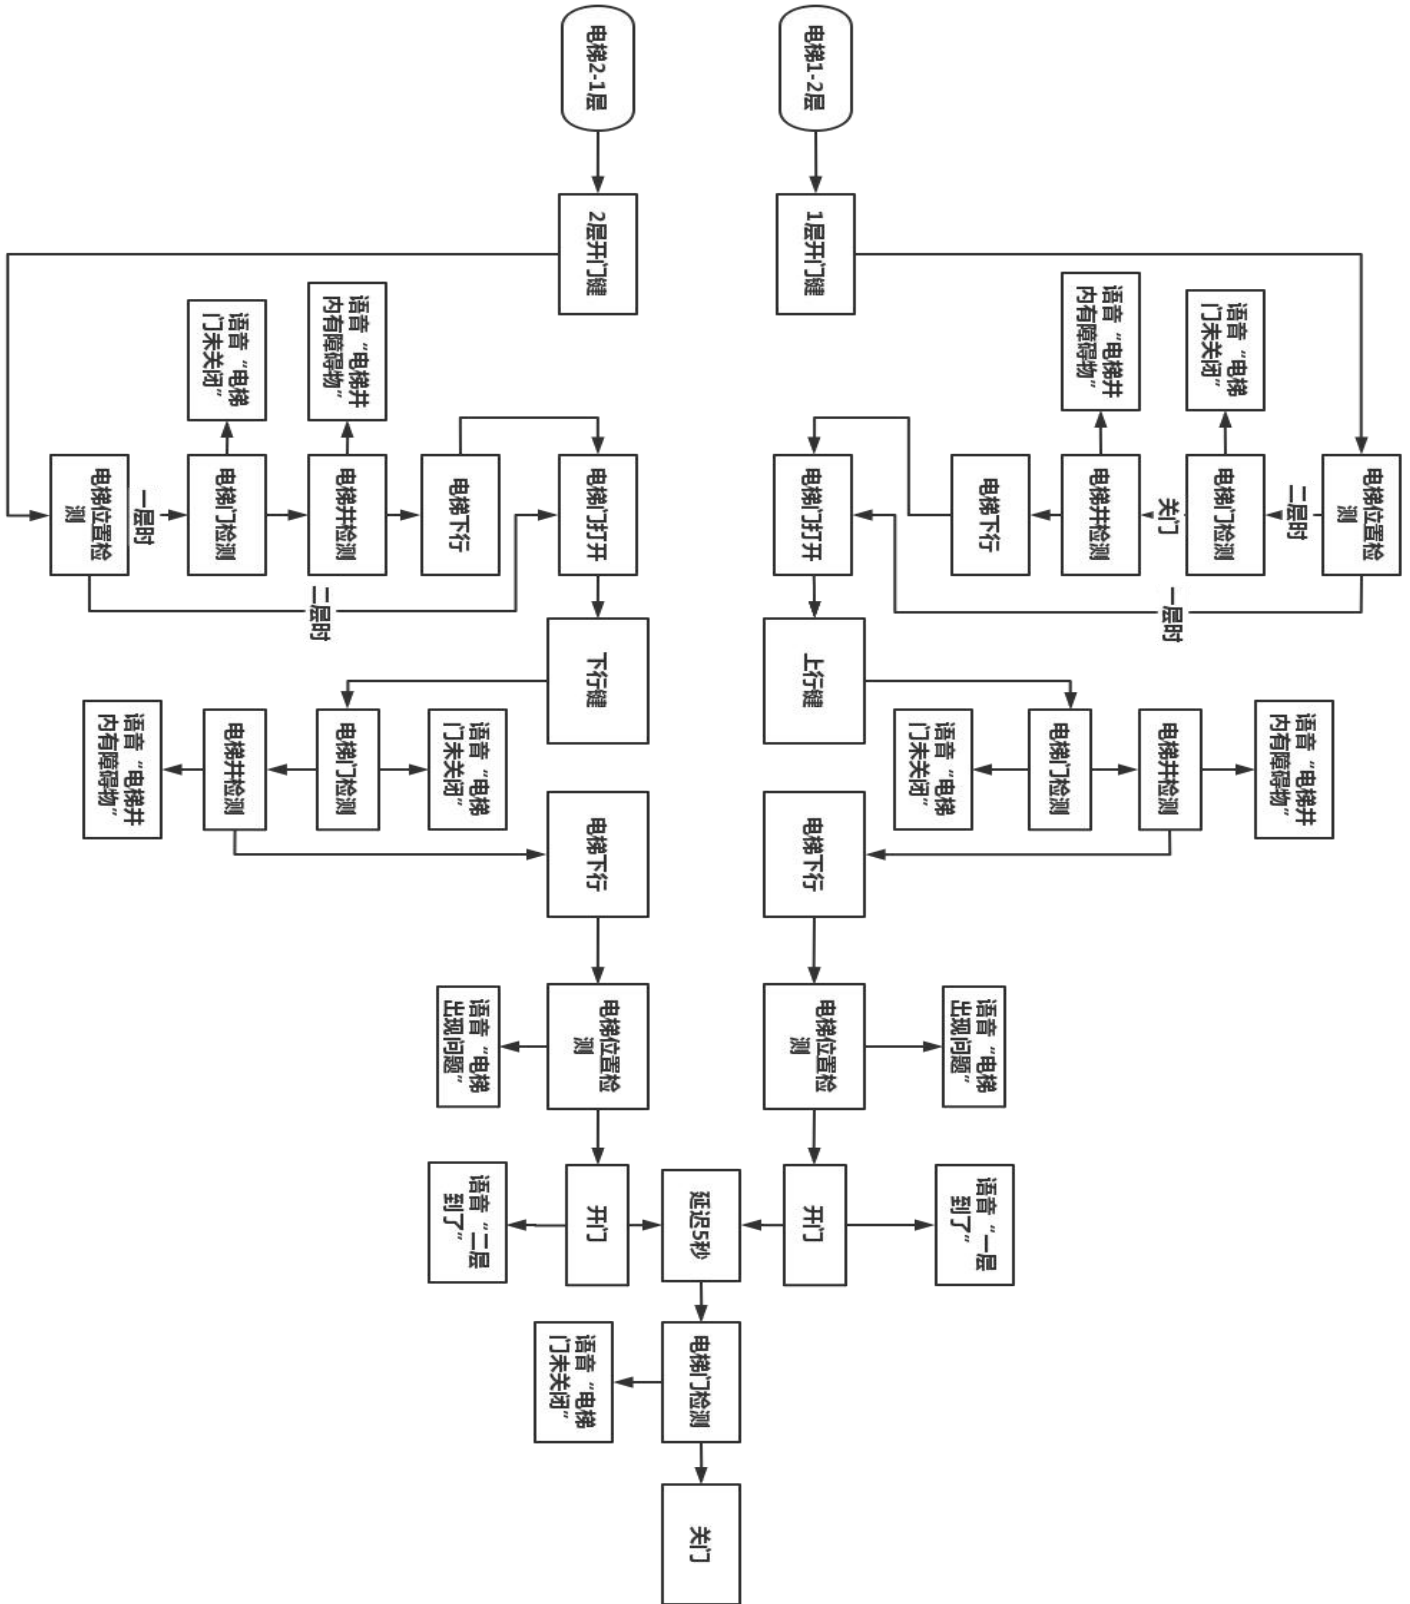 电梯1-2层
1层开门键
电梯位置检
测
二层时
电梯门检测
语音“电梯
门未关闭”
关门
电梯井检测
语音“电梯井
内有障碍物”
电梯下行
一层时
电梯门打开
上行键
电梯门检测
语音“电梯
门未关闭”
电梯井检测
语音“电梯井
内有障碍物”
电梯下行
电梯位置检
测
语音“电梯
出现问题”
开门
语音“一层
到了”
延迟5秒
电梯门检测
语音“电梯
门未关闭”
关门
电梯2-1层
2层开门键
电梯位置检
测
一层时
电梯门检测
语音“电梯
门未关闭”
电梯井检测
语音“电梯井
内有障碍物”
电梯下行
二层时
电梯门打开
下行键
电梯门检测
语音“电梯
门未关闭”
电梯井检测
语音“电梯井
内有障碍物”
电梯下行
电梯位置检
测
语音“电梯
出现问题”
开门
语音“二层
到了”